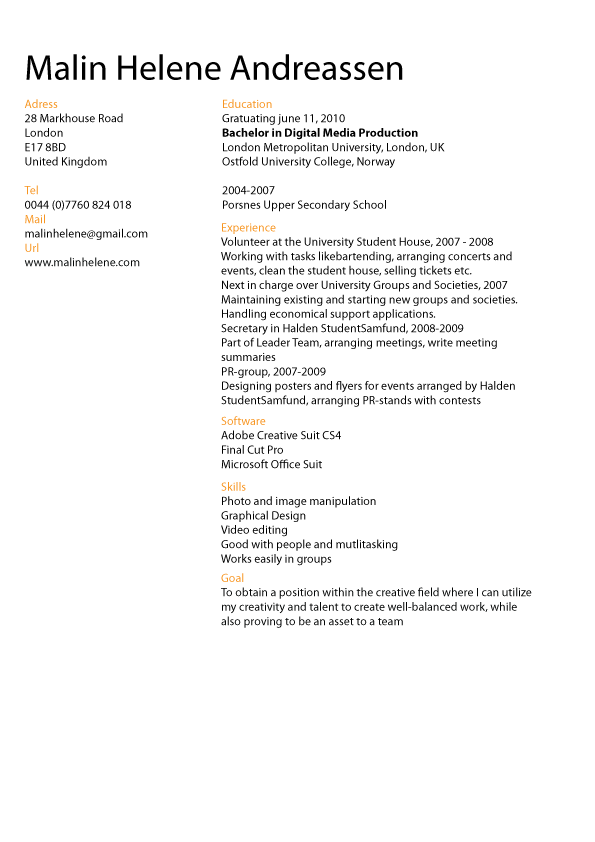 Malin Helene Andreassen
Adress
28 Markhouse Road
London
E17 8BD
United Kingdom
Tel
0044 (0)7760 824 018
Mail
malinhelene@gmail.com
Url
www.malinhelene.com
Education
Gratuating june 11, 2010
Bachelor in Digital Media Production
London Metropolitan University, London, UK
Ostfold University College, Norway
2004-2007
Porsnes Upper Secondary School
Experience
Volunteer at the University Student House, 2007 - 2008
Working with tasks likebartending, arranging concerts and
events, clean the student house, selling tickets etc.
Next in charge over University Groups and Societies, 2007
Maintaining existing and starting new groups and societies.
Handling economical support applications.
Secretary in Halden StudentSamfund, 2008-2009
Part of Leader Team, arranging meetings, write meeting
summaries
PR-group, 2007-2009
Designing posters and flyers for events arranged by Halden
StudentSamfund, arranging PR-stands with contests
Software
Adobe Creative Suit CS4
Final Cut Pro
Microsoft Office Suit
Skills
Photo and image manipulation
Graphical Design
Video editing
Good with people and mutlitasking
Works easily in groups
Goal
To obtain a position within the creative field where I can utilize
my creativity and talent to create well-balanced work, while
also proving to be an asset to a team